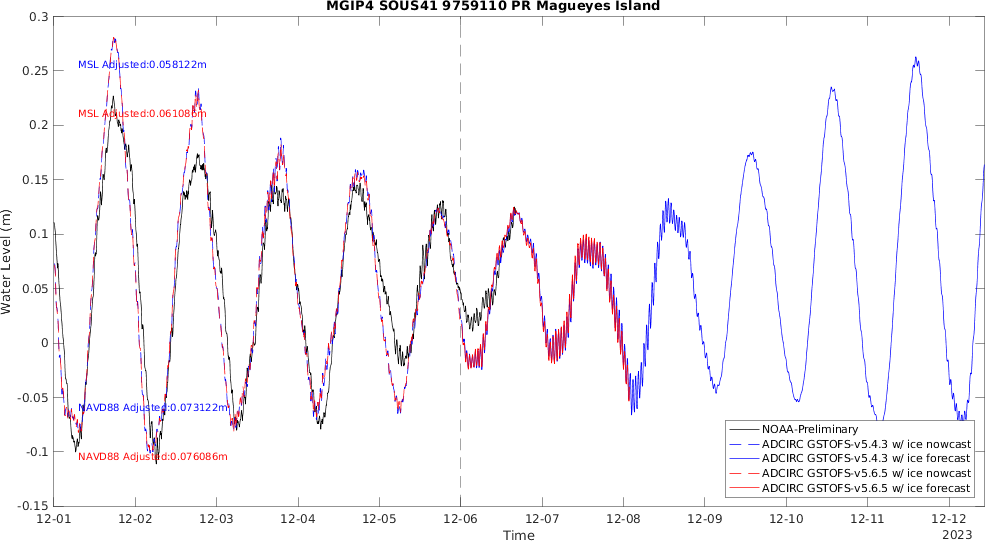 MGIP4 SOUS41 9759110 PR Magueyes Island
0.3
0.25
0.2
0.15
0.1
0.05
0
-0.05
-0.1
-0.15
Water Level (m)
MSL Adjusted:0.058122m
MSL Adjusted:0.061086m
NAVD88 Adjusted:0.073122m
NAVD88 Adjusted:0.076086m
NOAA-Preliminary
ADCIRC GSTOFS-v5.4.3 w/ ice nowcast
ADCIRC GSTOFS-v5.4.3 w/ ice forecast
ADCIRC GSTOFS-v5.6.5 w/ ice nowcast
ADCIRC GSTOFS-v5.6.5 w/ ice forecast
12-01 12-02 12-03 12-04 12-05 12-06 12-07 12-08 12-09 12-10 12-11 12-12
Time
2023